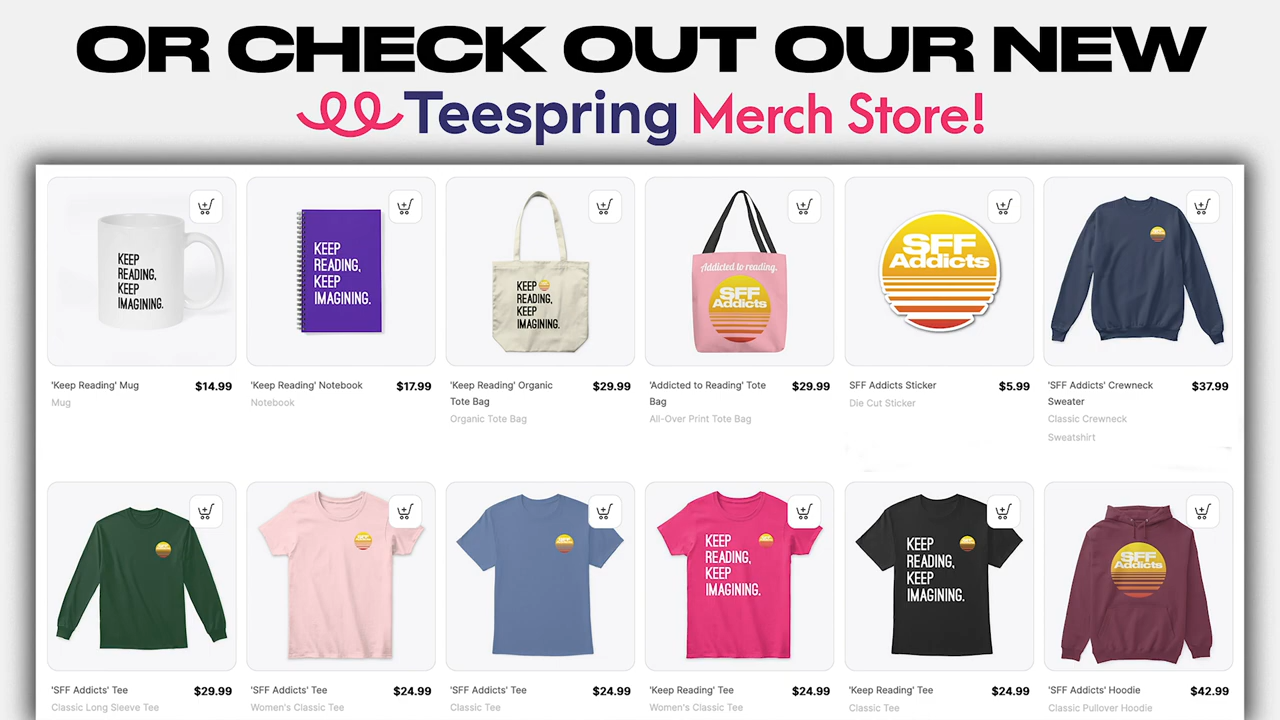 OR CHECK OUT OUR NEW
Teespring Merch Store!
KEEP
READING,
KEEP
IMAGINING.
'Keep Reading' Mug $14.99
Mug
KEEP
READING,
KEEP
IMAGINING.
'Keep Reading' Notebook $17.99
Notebook
KEEP
READING,
KEEP
IMAGINING.
'Keep Reading' Organic $29.99
Tote Bag
Organic Tote Bag
Addicted to reading.
SFF
Addicts
'Addicted to Reading' Tote $29.99
Bag
All-Over Print Tote Bag
SFF
Addicts
SFF Addicts Sticker $5.99
Die Cut Sticker
'SFF Addicts' Crewneck $37.99
Sweater
Classic Crewneck
Sweatshirt
'SFF Addicts' Tee $29.99
Classic Long Sleeve Tee
'SFF Addicts' Tee $24.99
Women's Classic Tee
'SFF Addicts' Tee $24.99
Classic Tee
KEEP
READING,
KEEP
IMAGINING.
'Keep Reading' Tee $24.99
Women's Classic Tee
KEEP
READING,
KEEP
IMAGINING.
'Keep Reading' Tee $24.99
Classic Tee
SFF
Addicts
'SFF Addicts' Hoodie $42.99
Classic Pullover Hoodie